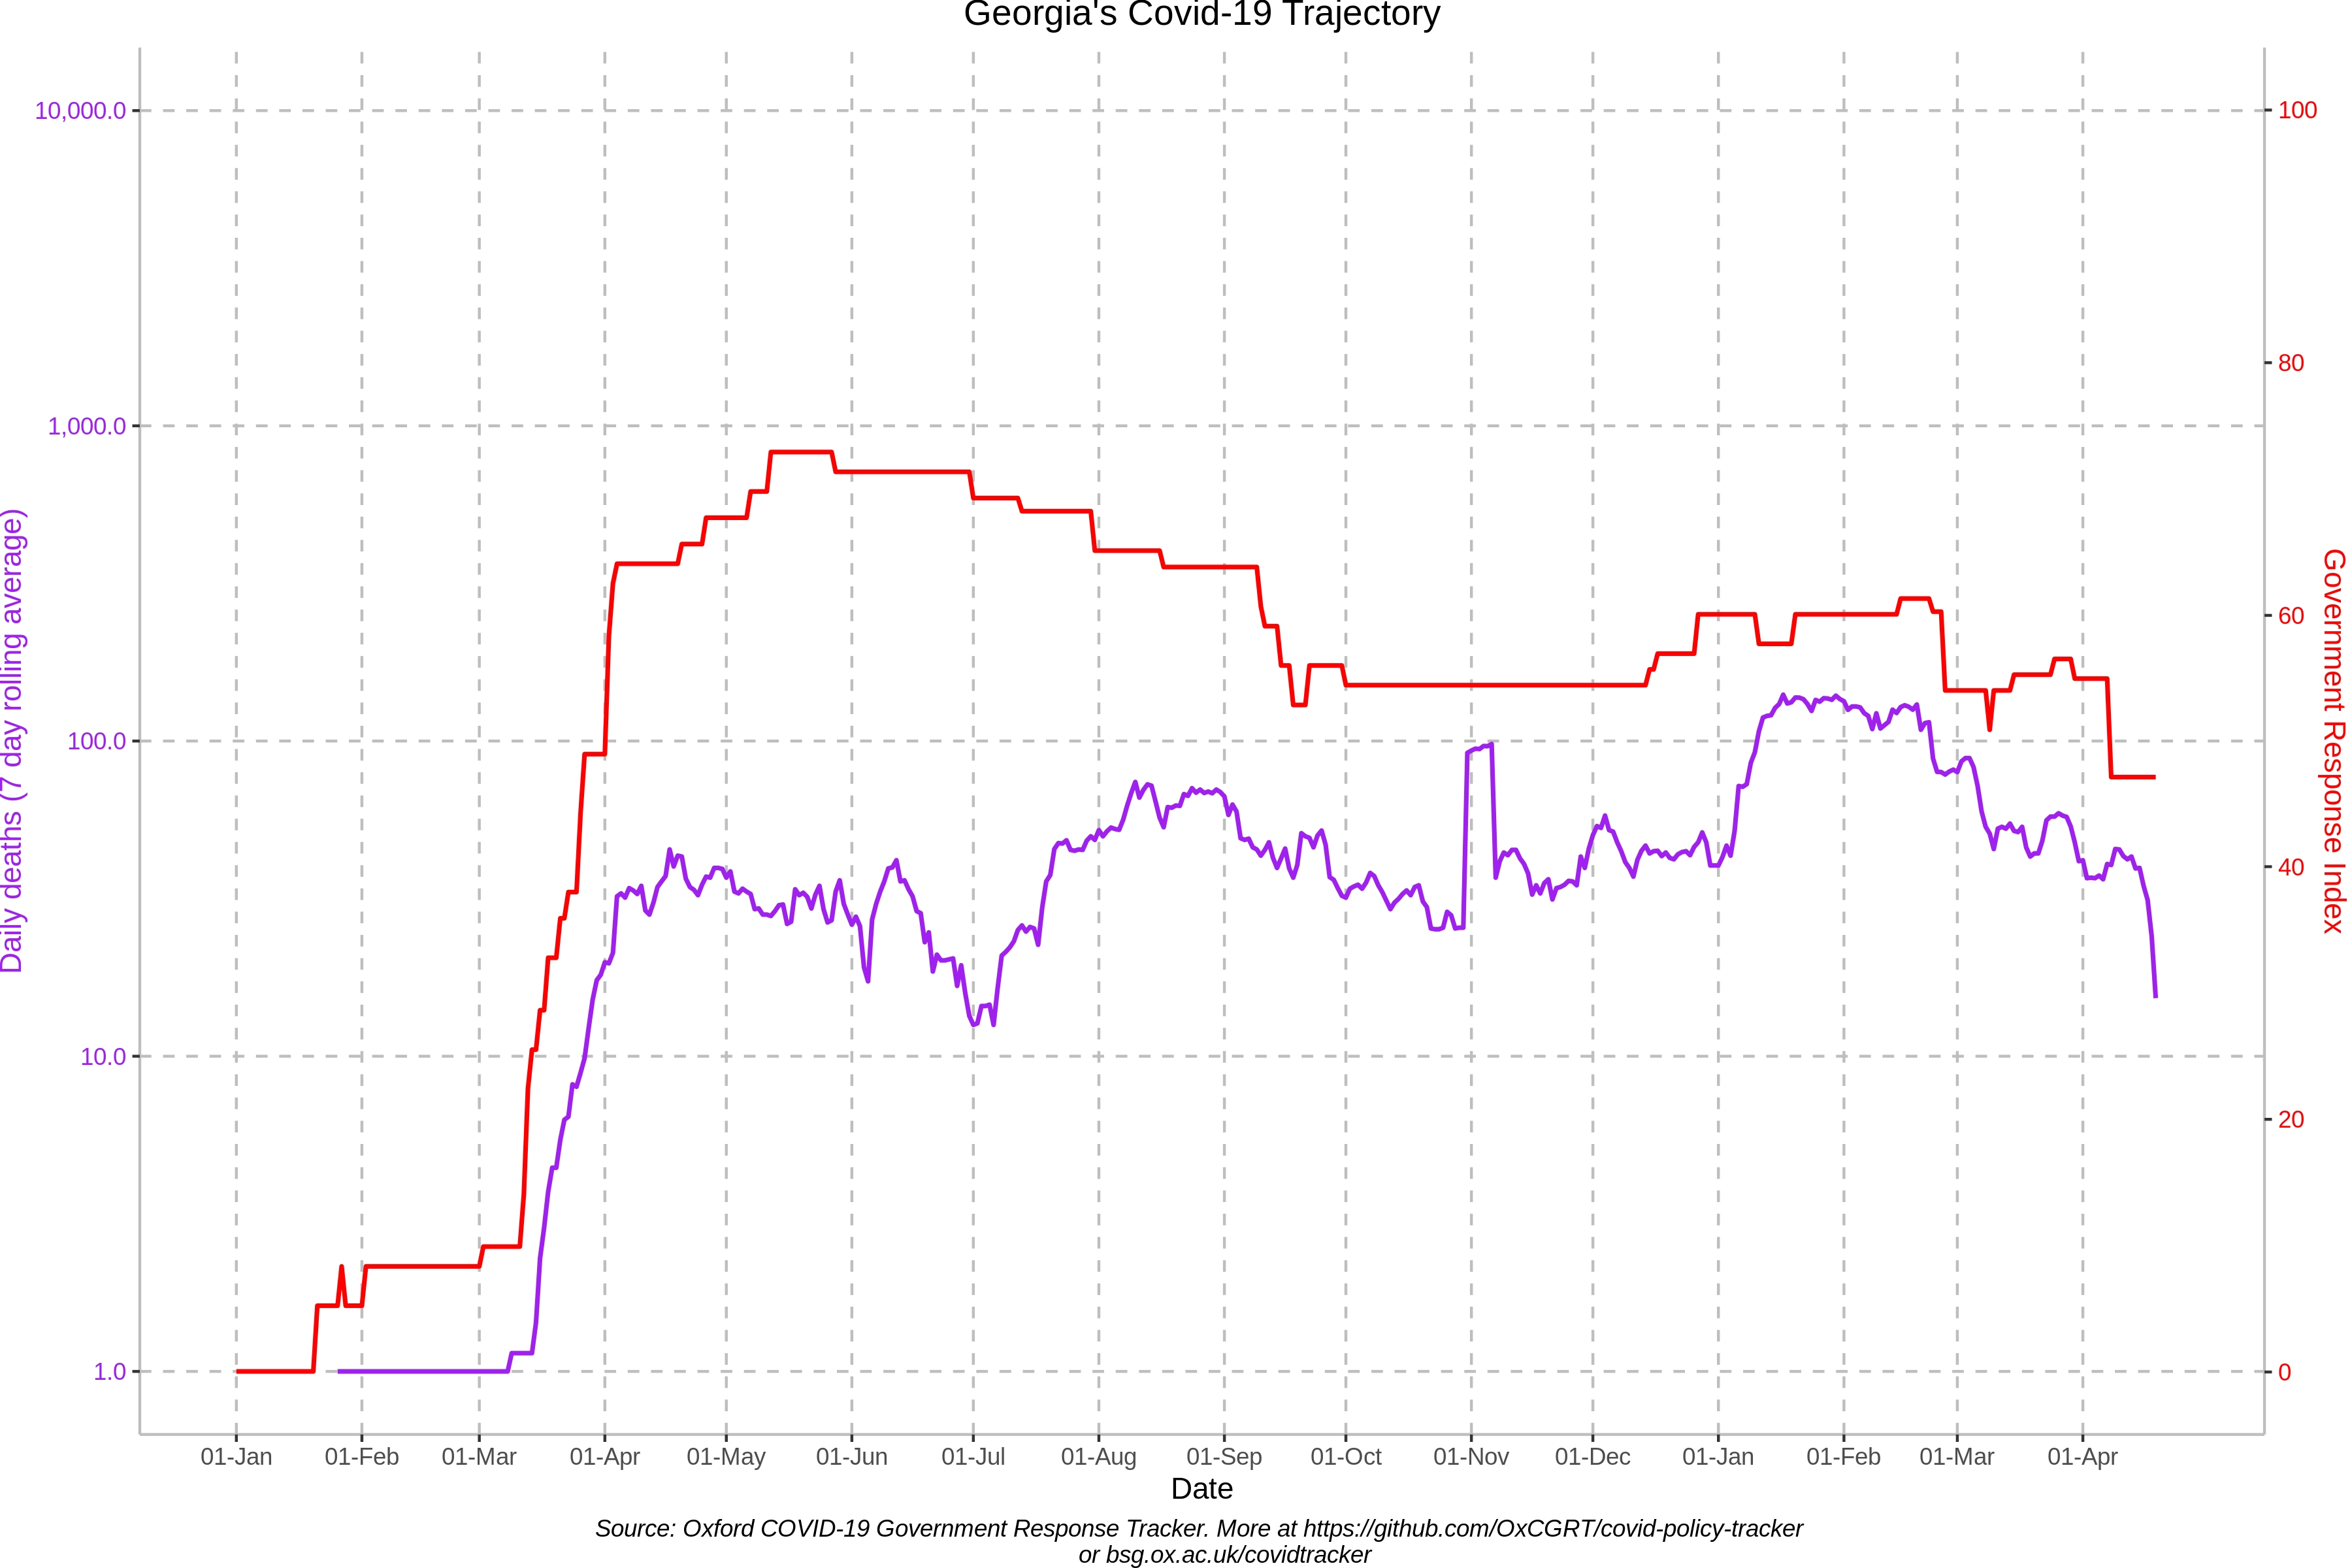 Georgia's Covid-19 Trajectory
10,000.0
1,000.0
100.0
10.0
1.0
Daily deaths (7 day rolling average)
100
80
60
40
20
0
Government Response Index
01-Jan 01-Feb 01-Mar 01-Apr 01-May 01-Jun 01-Jul 01-Aug 01-Sep 01-Oct 01-Nov 01-Dec 01-Jan 01-Feb 01-Mar 01-Apr
Date
Source: Oxford COVID-19 Government Response Tracker. More at https://github.com/OxCGRT/covid-policy-tracker
or bsg.ox.ac.uk/covidtracker